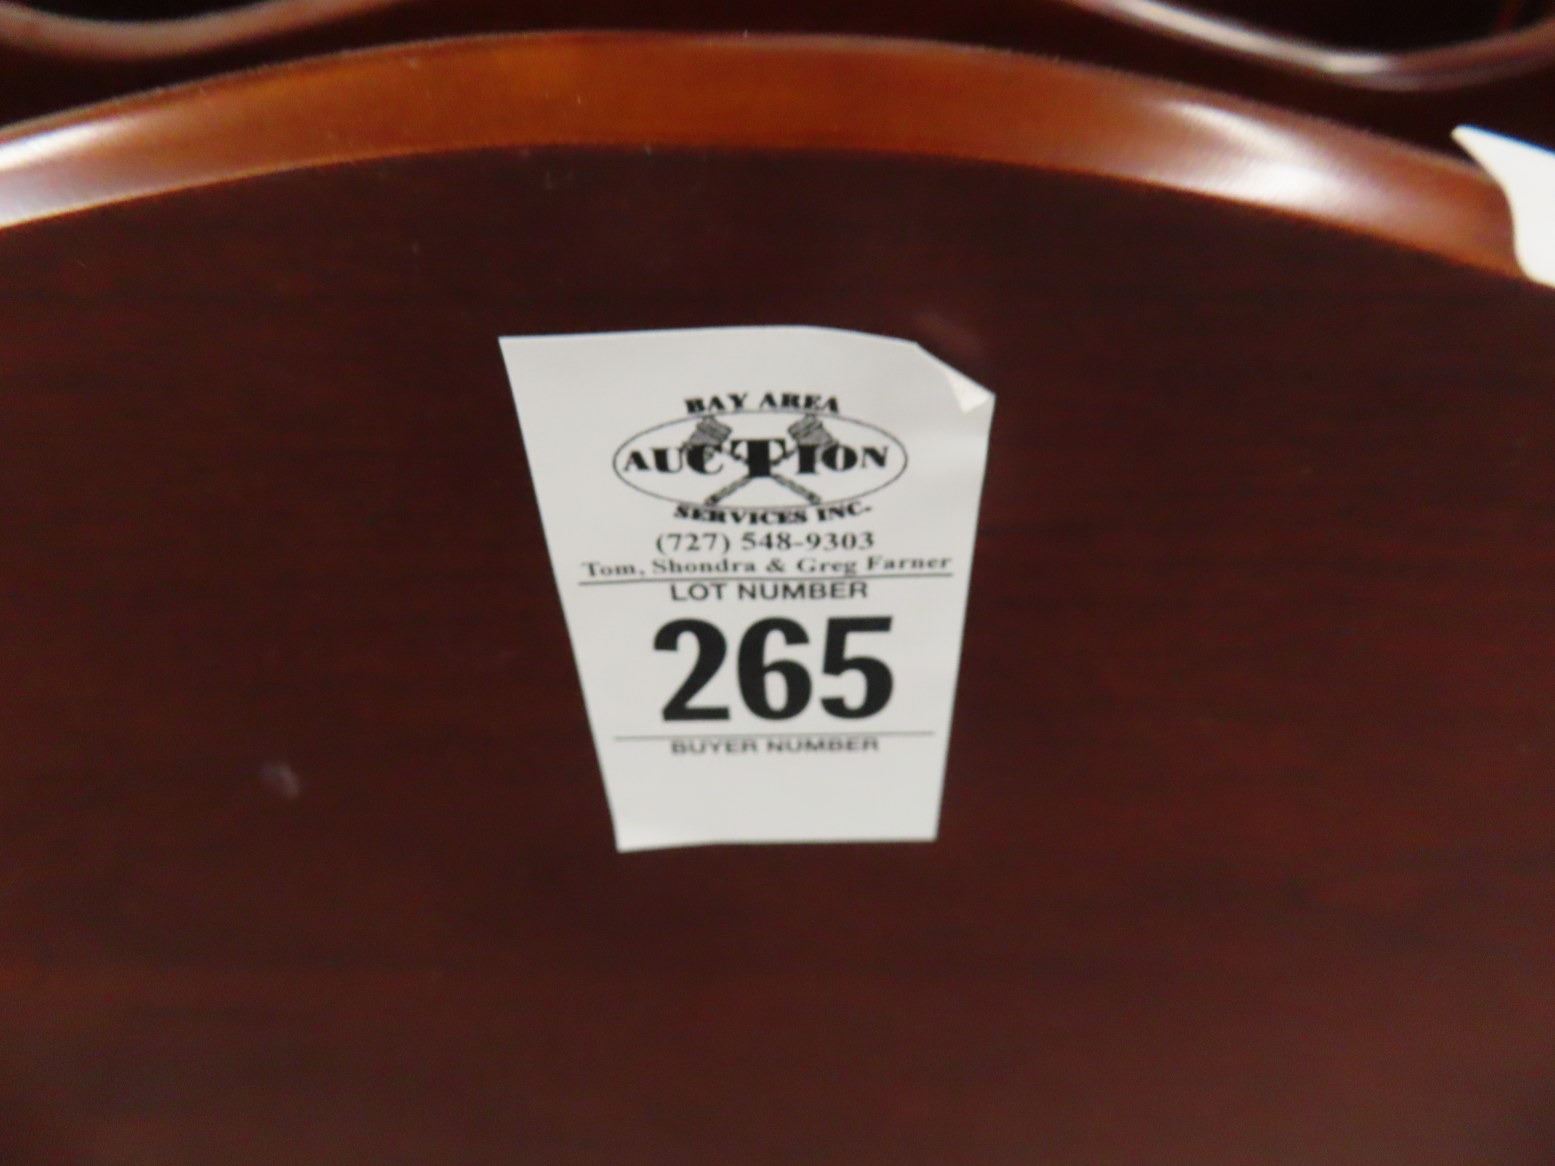 BAY AREA
AUCTION
SERVICES INC-
(727) 548-9303
Tom, Shondra & Greg Farner
LOT NUMBER
265
BUYER NUMBER